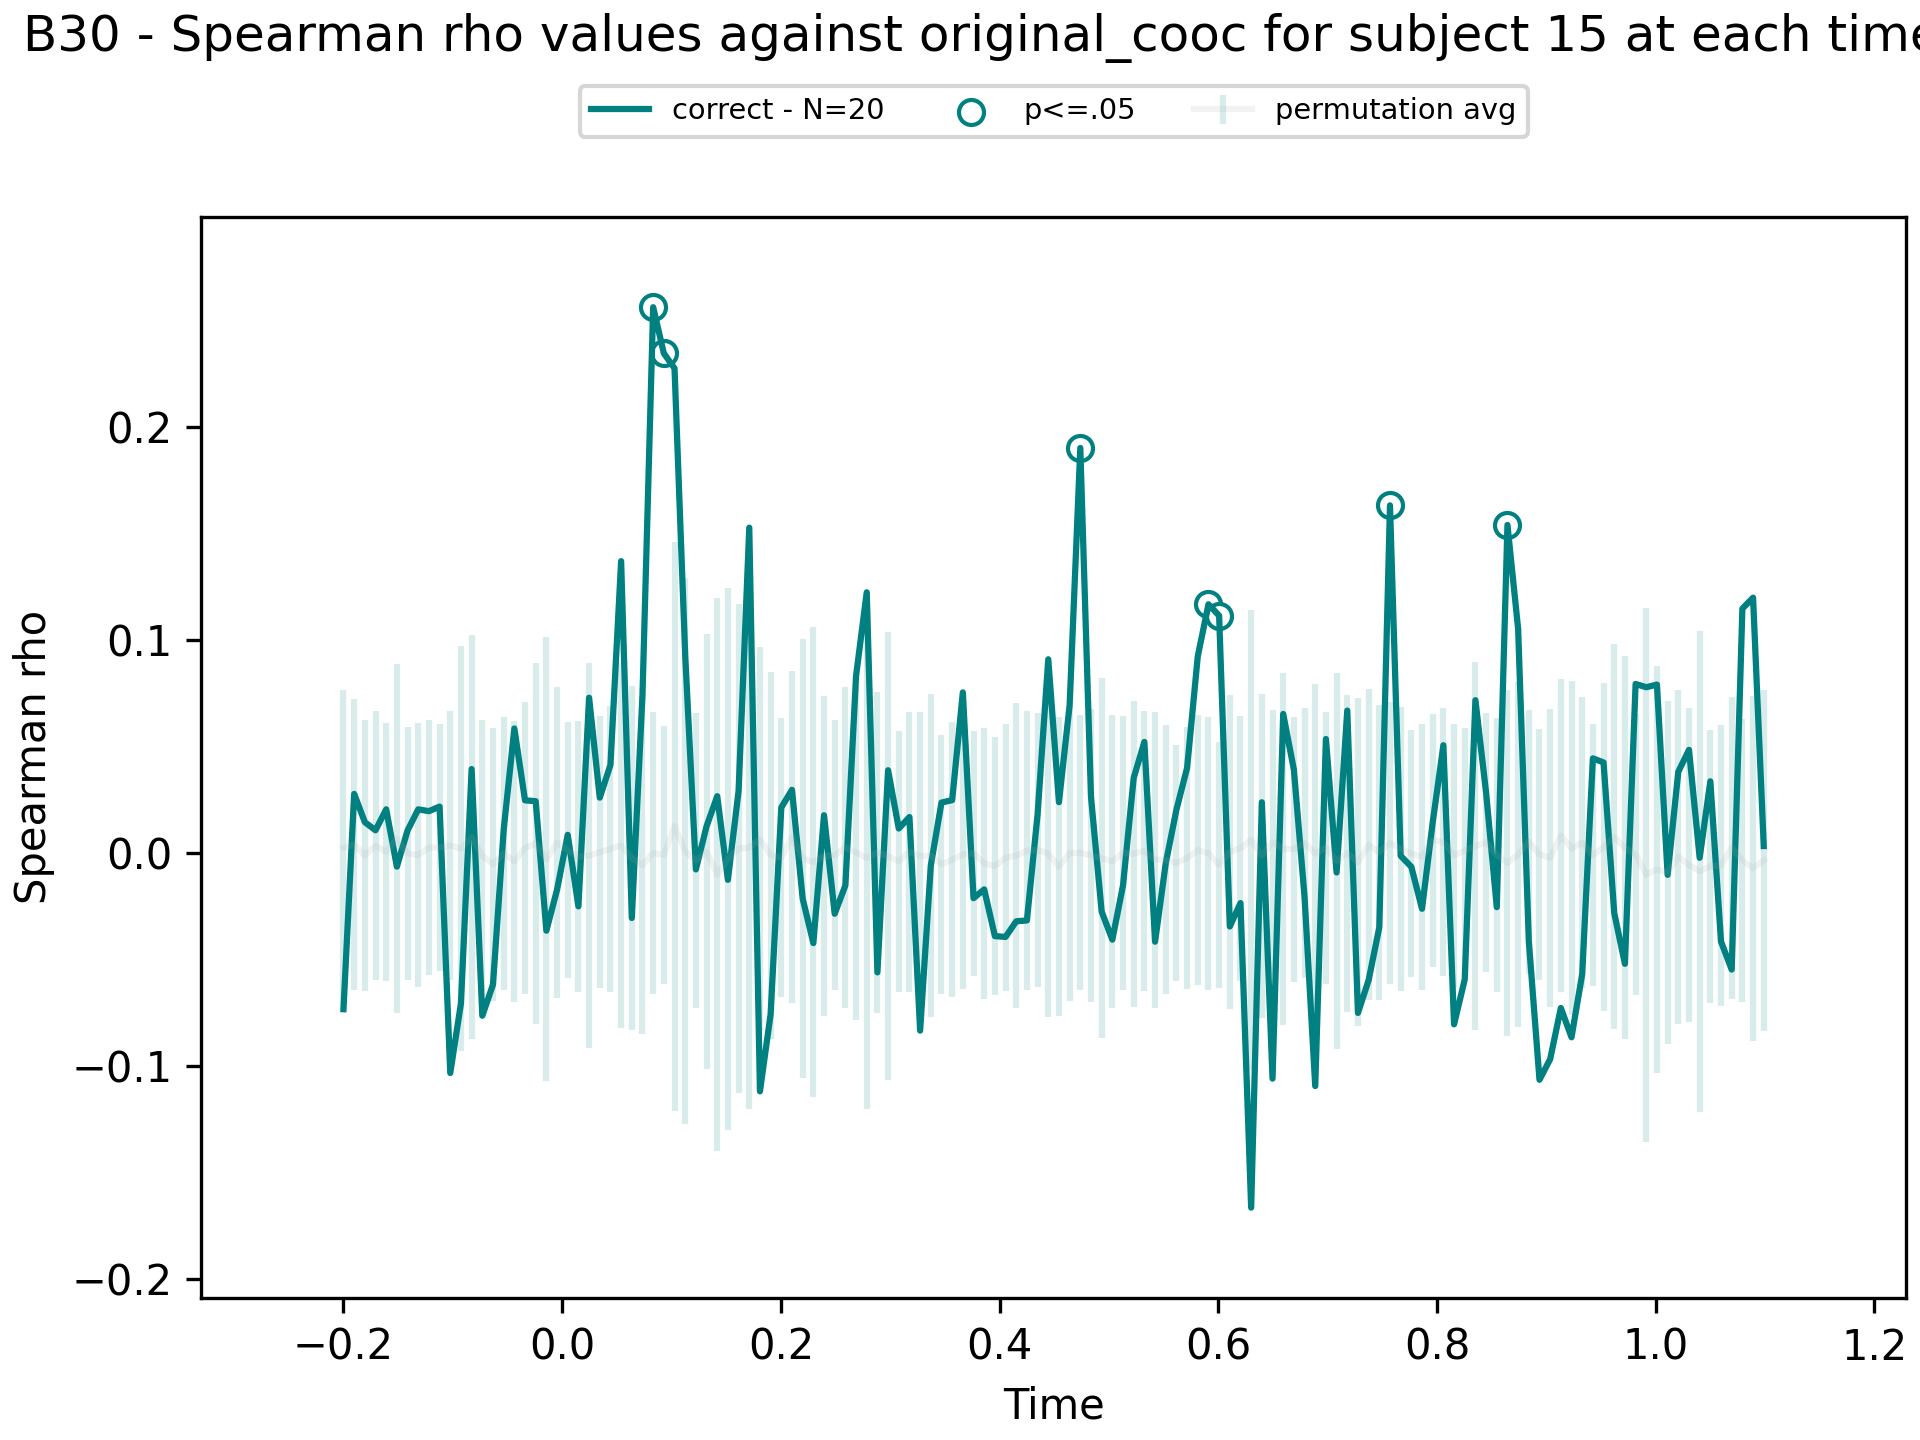 B30 - Spearman rho values against original_cooc for subject 15 at each time
correct - N=20 p<=.05 permutation avg
Spearman rho
0.2
0.1
0.0
−0.1
−0.2
−0.2 0.0 0.2 0.4 0.6 0.8 1.0 1.2
Time